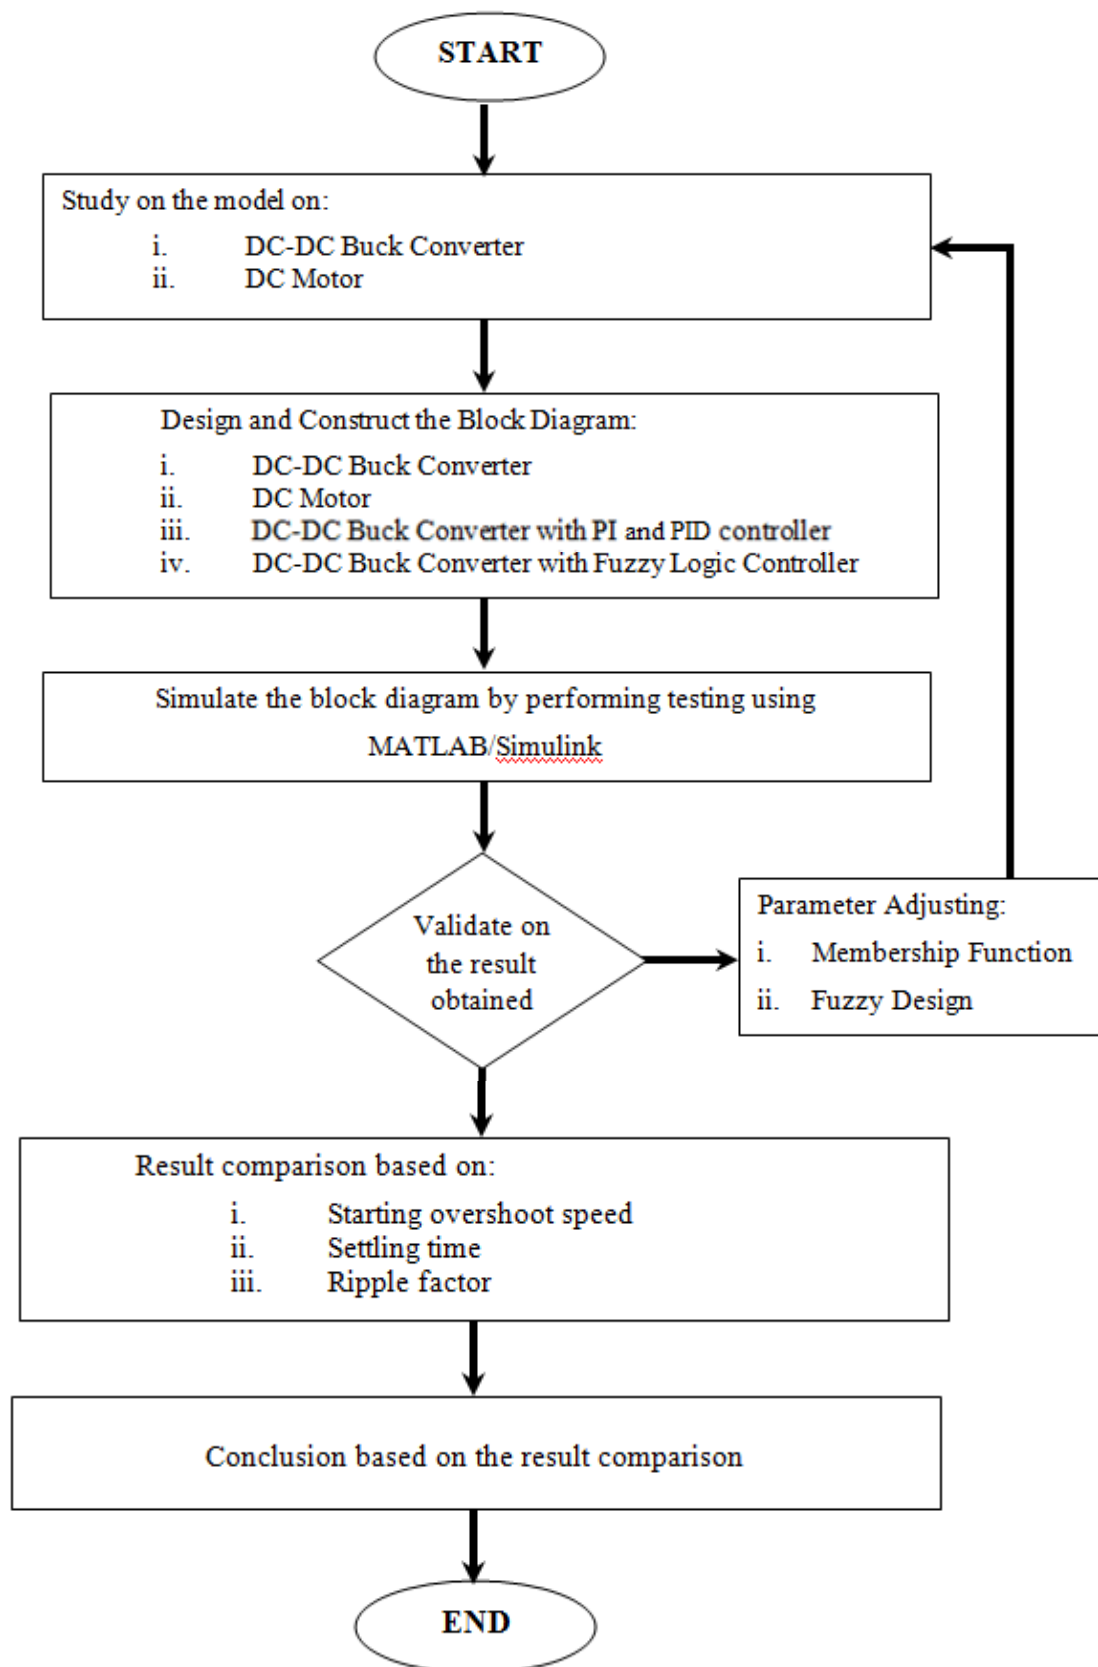 START
Study on the model on:
i. DC-DC Buck Converter
ii. DC Motor
Design and Construct the Block Diagram:
i. DC-DC Buck Converter
ii. DC Motor
iii. DC-DC Buck Converter with PI and PID controller
iv. DC-DC Buck Converter with Fuzzy Logic Controller
Simulate the block diagram by performing testing using
MATLAB/Simulink
Validate on
the result
obtained
Parameter Adjusting:
i. Membership Function
ii. Fuzzy Design
Result comparison based on:
i. Starting overshoot speed
ii. Settling time
iii. Ripple factor
Conclusion based on the result comparison
END